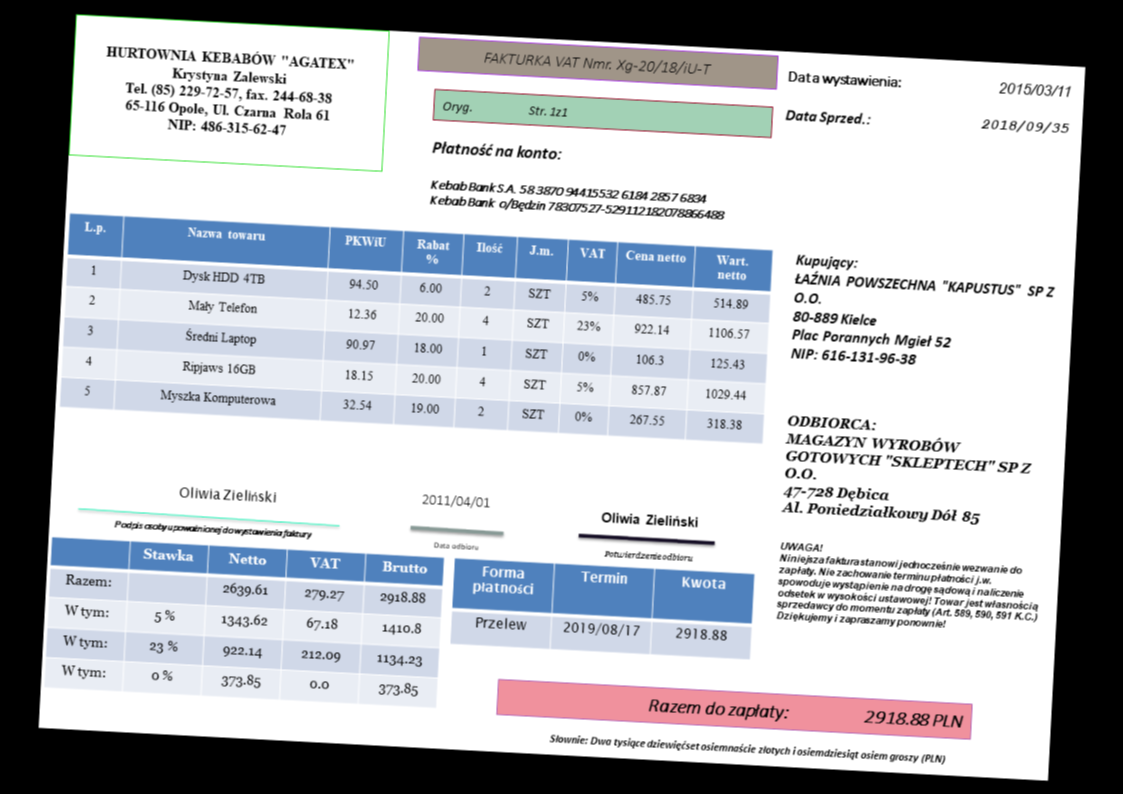 HURTOWNIA KEBABÓW "AGATEX"
Krystyna Zalewski
Tel. (85) 229-72-57, fax. 244-68-38
65-116 Opole, Ul. Czarna Rola 61
NIP: 486-315-62-47
FAKTURKA VAT Nmr. Xg-20/18/iU-T
Oryg. Str. 1z1
Data wystawienia: 2015/03/11
Data Sprzed.: 2018/09/35
Płatność na konto:
Kebab Bank S.A. 58 3870 94415532 6184 2857 6834
Kebab Bank o/Będzin 78307527-529112182078866488
L.p. Nazwa towaru PKWiU Rabat % Ilość J.m. VAT Cena netto Wart. netto
1 Dysk HDD 4TB 94.50 6.00 2 SZT 5% 485.75 514.89
2 Mały Telefon 12.36 20.00 4 SZT 23% 922.14 1106.57
3 Średni Laptop 90.97 18.00 1 SZT 0% 106.3 125.43
4 Ripjaws 16GB 18.15 20.00 4 SZT 5% 857.87 1029.44
5 Myszka Komputerowa 32.54 19.00 2 SZT 0% 267.55 318.38
Kupujący:
ŁAŹNIA POWSZECHNA "KAPUSTUS" SP Z
O.O.
80-889 Kielce
Plac Porannych Mgieł 52
NIP: 616-131-96-38
ODBIORCA:
MAGAZYN WYROBÓW
GOTOWYCH "SKLEPTECH" SP Z
O.O.
47-728 Dębica
Al. Poniedziałkowy Dół 85
Oliwia Zieliński
Podpis osoby upoważnionej do wystawienia faktury
2011/04/01
Data odbioru
Oliwia Zieliński
Potwierdzenie odbioru
Stawka Netto VAT Brutto
Razem: 2639.61 279.27 2918.88
W tym: 5 % 1343.62 67.18 1410.8
W tym: 23 % 922.14 212.09 1134.23
W tym: 0 % 373.85 0.0 373.85
Forma płatności Termin Kwota
Przelew 2019/08/17 2918.88
UWAGA!
Niniejsza faktura stanowi jednocześnie wezwanie do
zapłaty. Nie zachowanie terminu płatności j.w.
spowoduje wystąpienie na drogę sądową i naliczenie
odsetek w wysokości ustawowej! Towar jest własnością
sprzedawcy do momentu zapłaty (Art. 589, 590, 591 K.C.)
Dziękujemy i zapraszamy ponownie!
Razem do zapłaty: 2918.88 PLN
Słownie: Dwa tysiące dziewięćset osiemnaście złotych i osiemdziesiąt osiem groszy (PLN)